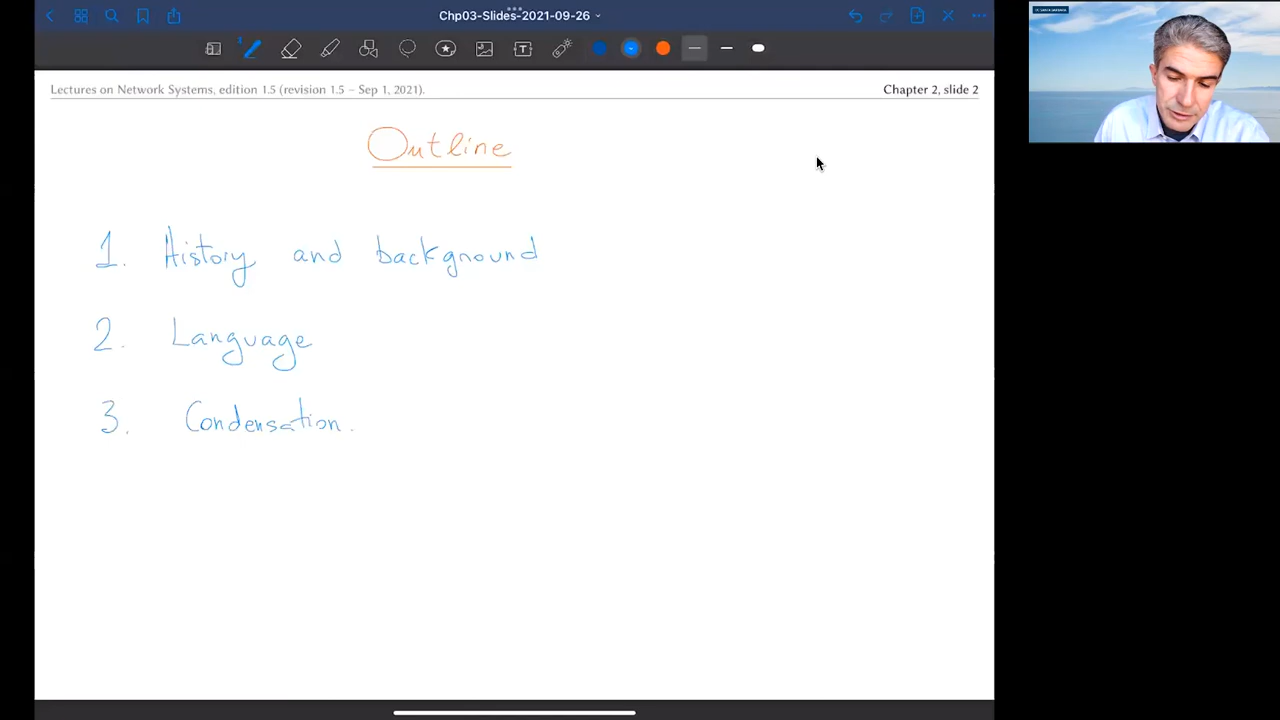 Chp03-Slides-2021-09-26
Lectures on Network Systems, edition 1.5 (revision 1.5 – Sep 1, 2021).
Chapter 2, slide 2
Outline
1. History and background
2. Language
3. Condensation.